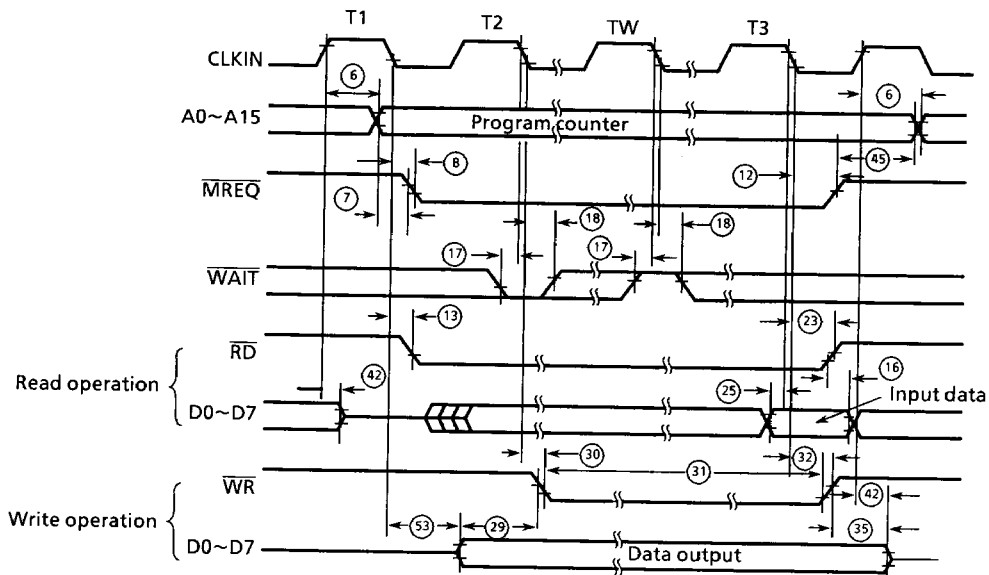 T1 T2 TW T3
CLKIN
6 6
A0~A15 Program counter
8 12 45
MREQ
7 18 18
17 17
WAIT
13 23
RD
Read operation 42 25 16
Input data
D0~D7
30 31 32
WR
42
Write operation 53 29 35
D0~D7 Data output